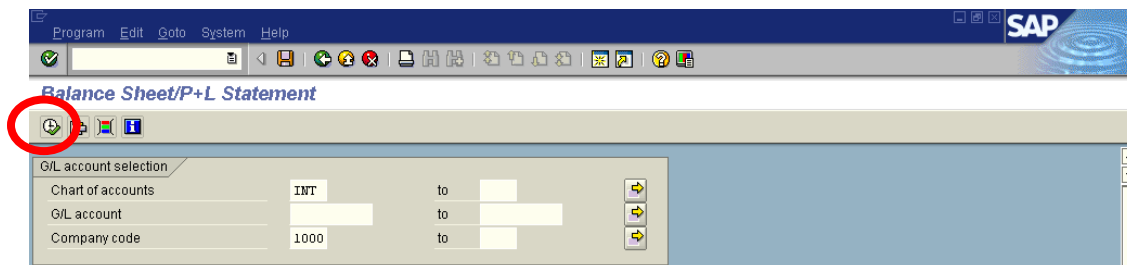 Program Edit Goto System Help
SAP
Balance Sheet/P+L Statement
G/L account selection
Chart of accounts INT to
G/L account to
Company code 1000 to